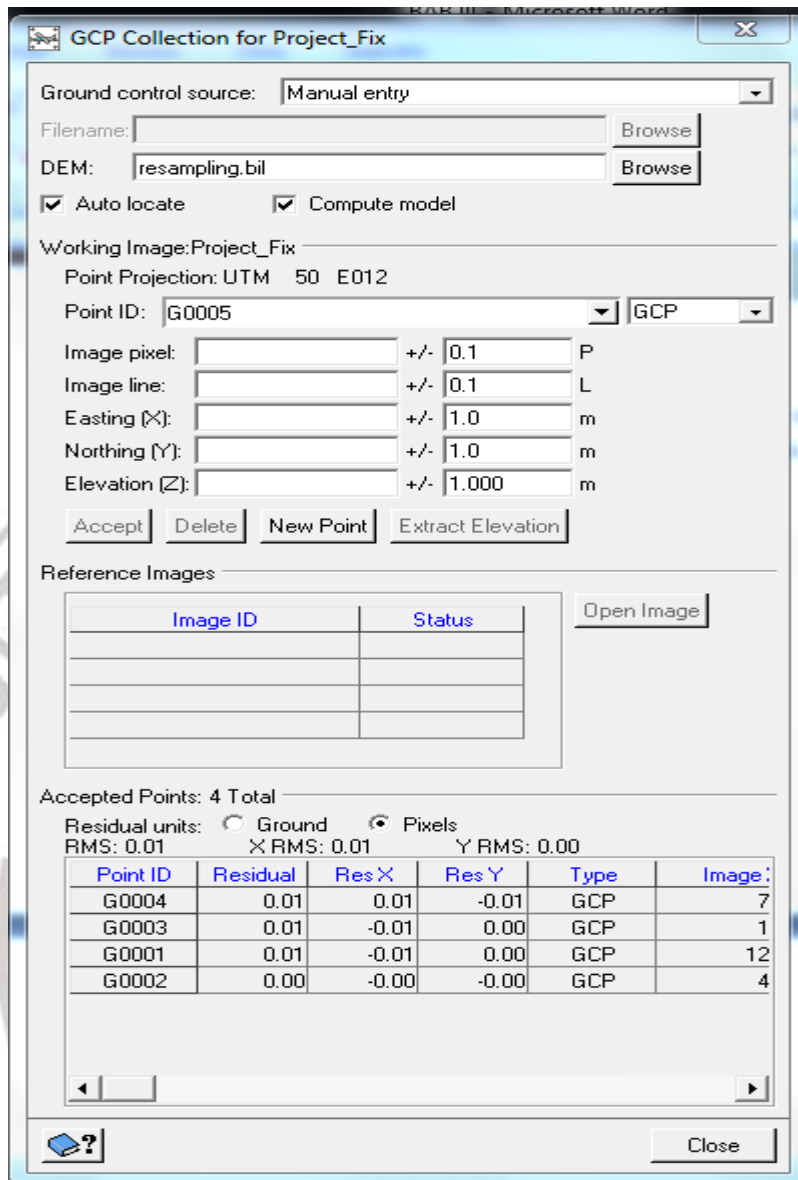 BAB III - Microsoft Word
GCP Collection for Project_Fix
Ground control source: Manual entry
Filename: Browse
DEM: resampling.bil Browse
Auto locate Compute model
Working Image:Project_Fix
Point Projection: UTM 50 E012
Point ID: G0005 GCP
Image pixel: +/- 0.1 P
Image line: +/- 0.1 L
Easting (X): +/- 1.0 m
Northing (Y): +/- 1.0 m
Elevation (Z): +/- 1.000 m
Accept Delete New Point Extract Elevation
Reference Images
Image ID Status Open Image
Accepted Points: 4 Total
Residual units: Ground Pixels
RMS: 0.01 X RMS: 0.01 Y RMS: 0.00
Point ID Residual Res X Res Y Type Image
G0004 0.01 0.01 -0.01 GCP 7
G0003 0.01 -0.01 0.00 GCP 1
G0001 0.01 -0.01 0.00 GCP 12
G0002 0.00 -0.00 -0.00 GCP 4
?
Close